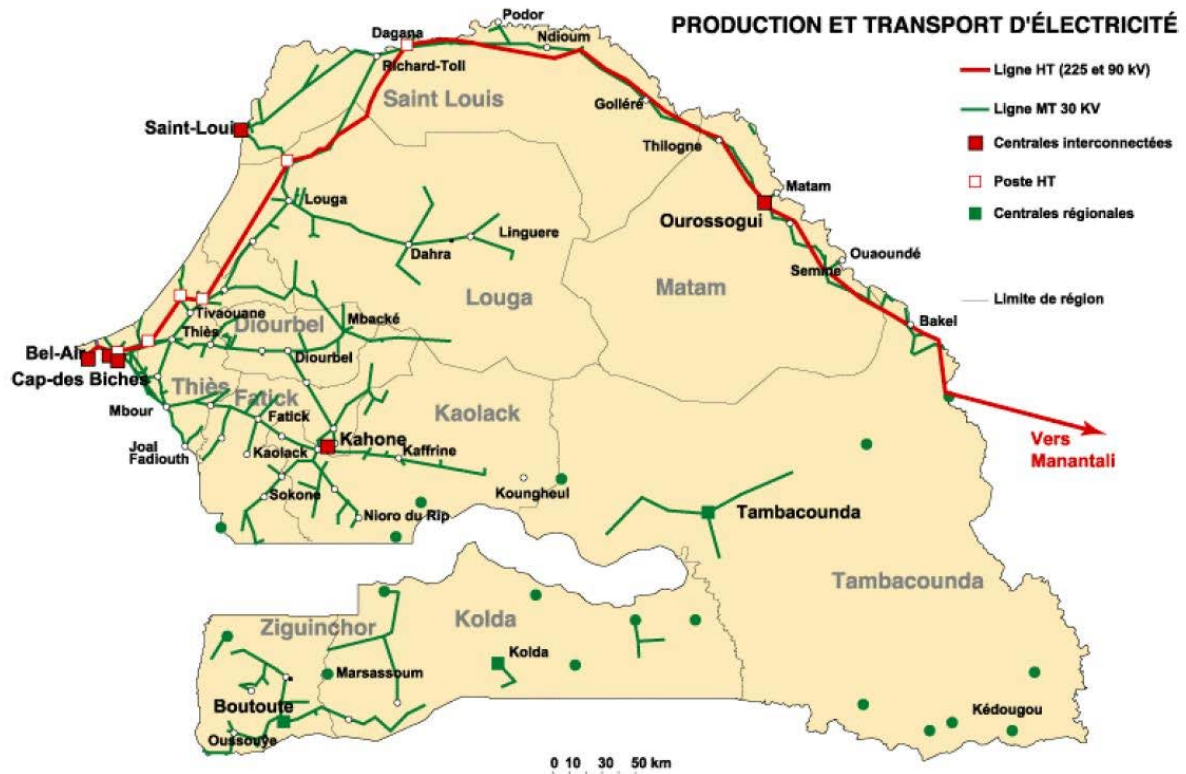 PRODUCTION ET TRANSPORT D'ÉLECTRICITÉ
Ligne HT (225 et 90 kV)
Ligne MT 30 KV
Centrales interconnectées
Poste HT
Centrales régionales
Limite de région
Podor
Dagana
Ndioum
Richard-Toll
Saint Louis
Golléré
Saint-Loui
Thilogne
Matam
Louga
Ourossogui
Linguere
Ouaoundé
Dahra
Semme
Matam
Louga
Tivaouane
Bakel
Diourbel
Mbacké
Thiès
Bel-Air
Diourbel
Cap-des Biches
Thiès
Fatick
Mbour
Kaolack
Fatick
Vers
Manantali
Kahone
Joal
Fadiouth
Kaolack
Kaffrine
Koungheul
Sokone
Nioro du Rip
Tambacounda
Tambacounda
Ziguinchor
Kolda
Kolda
Marsassoum
Boutoute
Kédougou
Oussouye
0 10 30 50 km